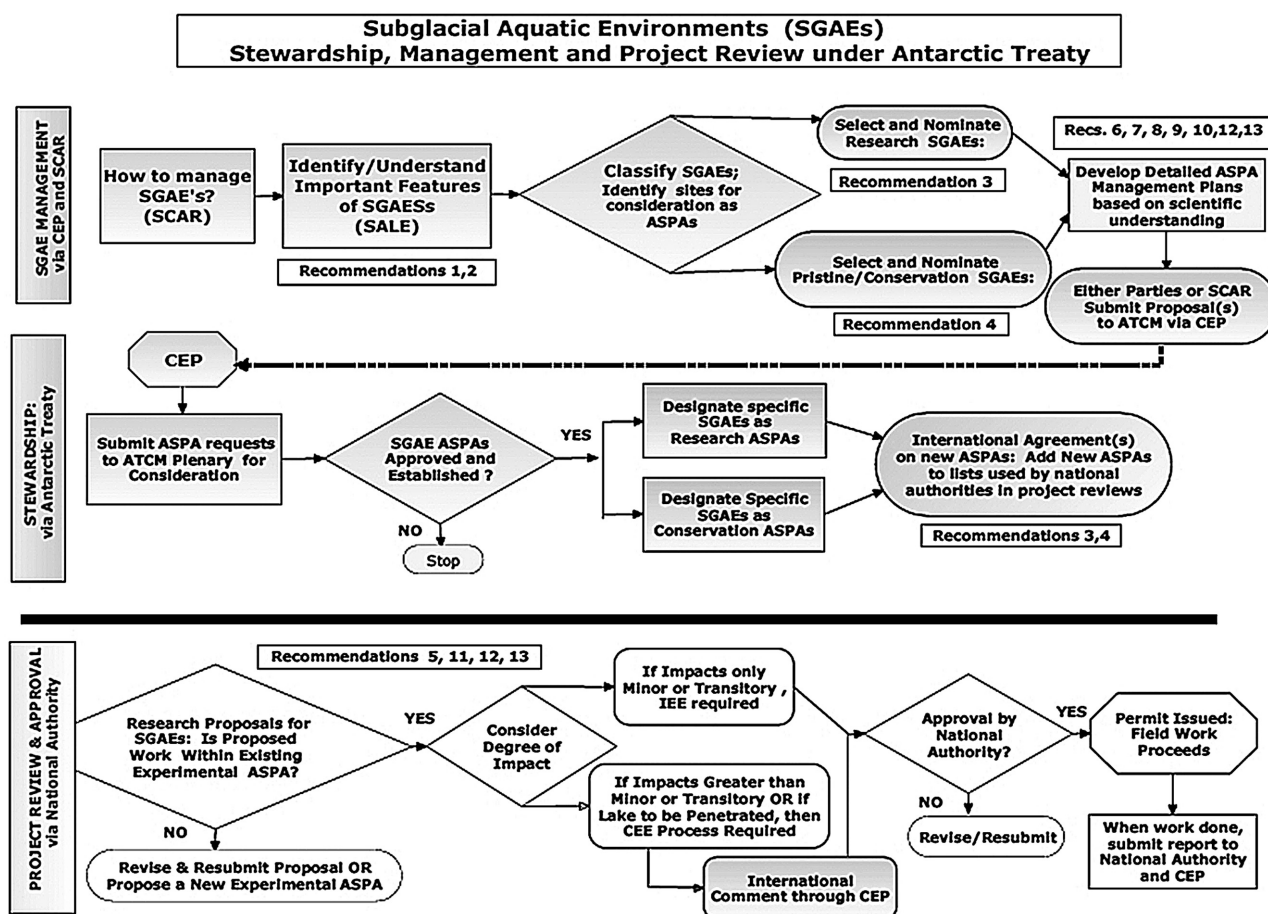 Subglacial Aquatic Environments (SGAEs)
Stewardship, Management and Project Review under Antarctic Treaty
SGAE MANAGEMENT
via CEP and SCAR
How to manage
SGAE's?
(SCAR)
Identify/Understand
Important Features
of SGAESs
(SALE)
Recommendations 1,2
Classify SGAEs;
Identify sites for
consideration as
ASPAs
Select and Nominate
Research SGAEs:
Recommendation 3
Select and Nominate
Pristine/Conservation SGAEs:
Recommendation 4
Recs. 6, 7, 8, 9, 10,12,13
Develop Detailed ASPA
Management Plans
based on scientific
understanding
Either Parties or SCAR
Submit Proposal(s)
to ATCM via CEP
STEWARDSHIP:
via Antarctic Treaty
CEP
Submit ASPA requests
to ATCM Plenary for
Consideration
SGAE ASPAs
Approved and
Established ?
YES
NO
Stop
Designate specific
SGAEs as
Research ASPAs
Designate Specific
SGAEs as
Conservation ASPAs
International Agreement(s)
on new ASPAs: Add New ASPAs
to lists used by national
authorities in project reviews
Recommendations 3,4
PROJECT REVIEW & APPROVAL
via National Authority
Recommendations 5, 11, 12, 13
Research Proposals for
SGAEs: Is Proposed
Work Within Existing
Experimental ASPA?
YES
NO
Revise & Resubmit Proposal OR
Propose a New Experimental ASPA
Consider
Degree of
Impact
If Impacts only
Minor or Transitory ,
IEE required
If Impacts Greater than
Minor or Transitory OR if
Lake to be Penetrated, then
CEE Process Required
International
Comment through CEP
Approval by
National
Authority?
YES
NO
Revise/Resubmit
Permit Issued:
Field Work
Proceeds
When work done,
submit report to
National Authority
and CEP